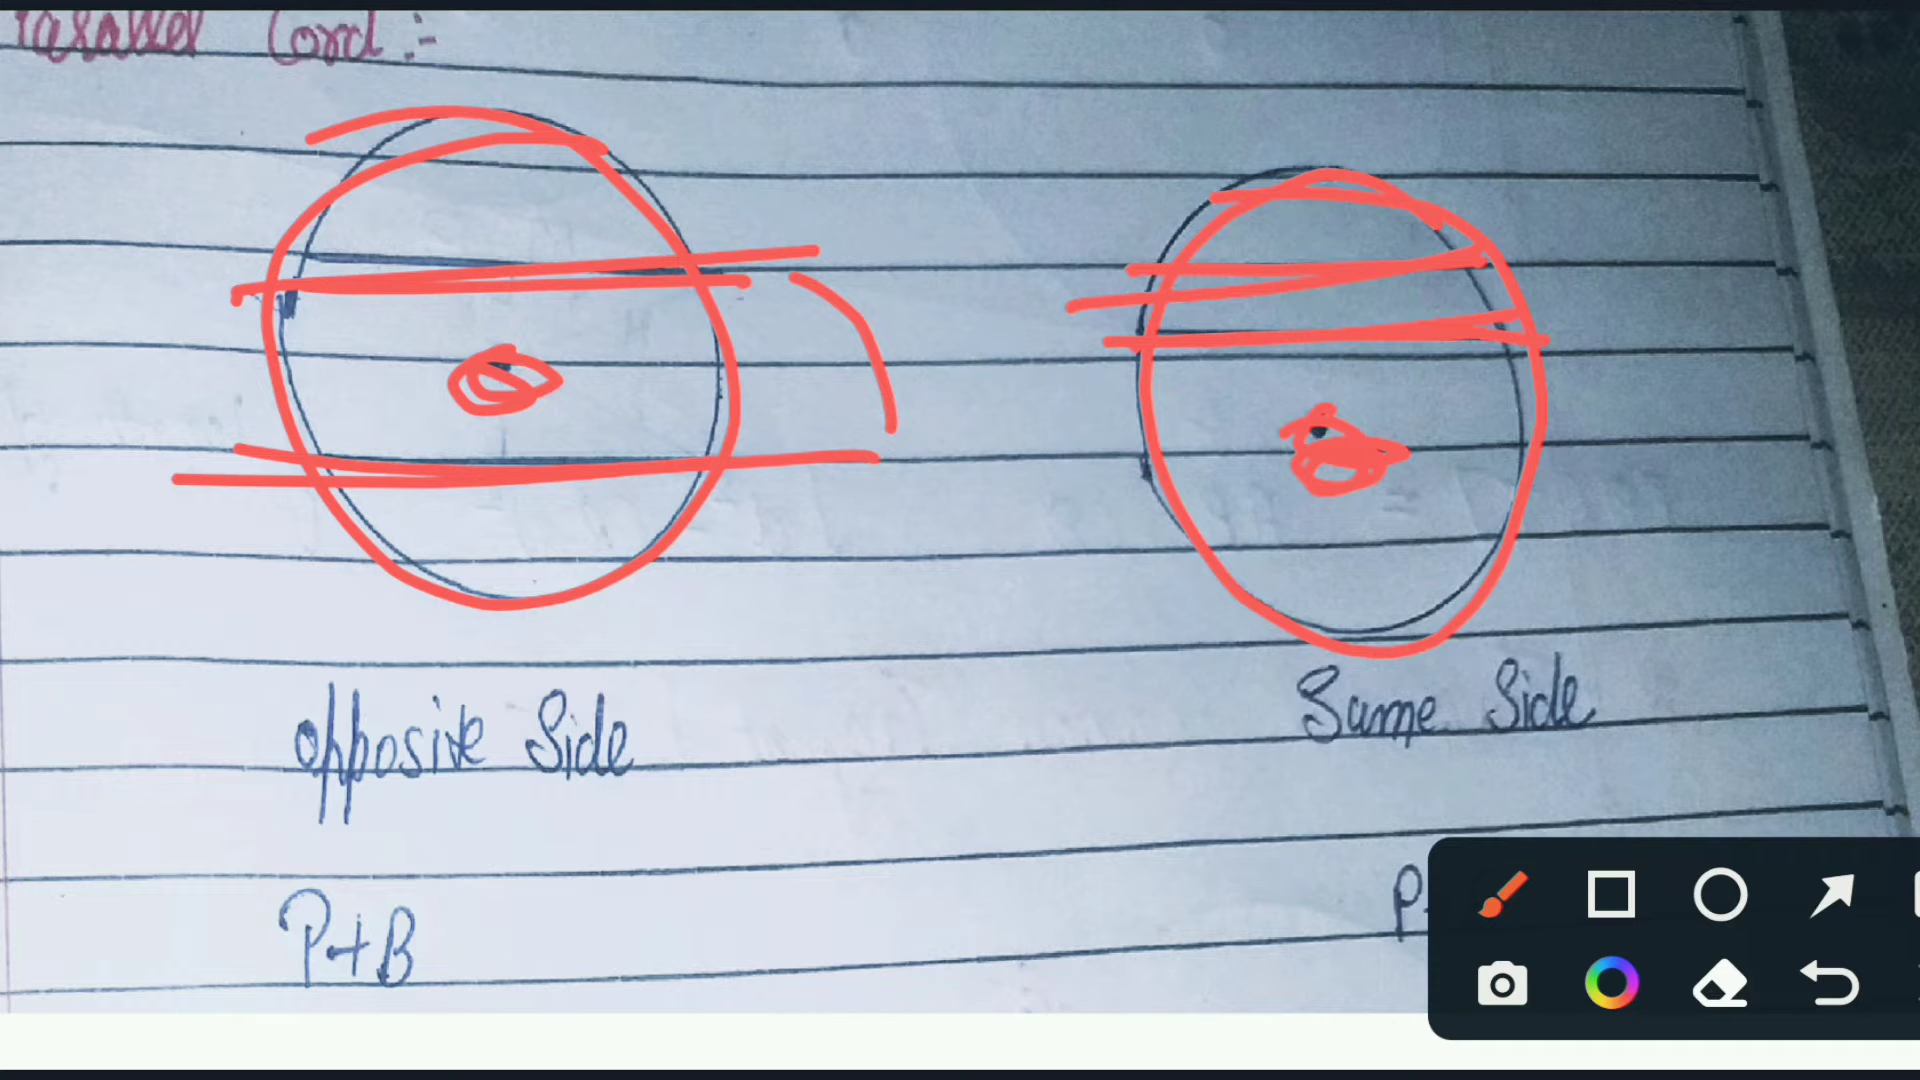 Parallel Cord :-
opposite Side
Same Side
P+B
P-